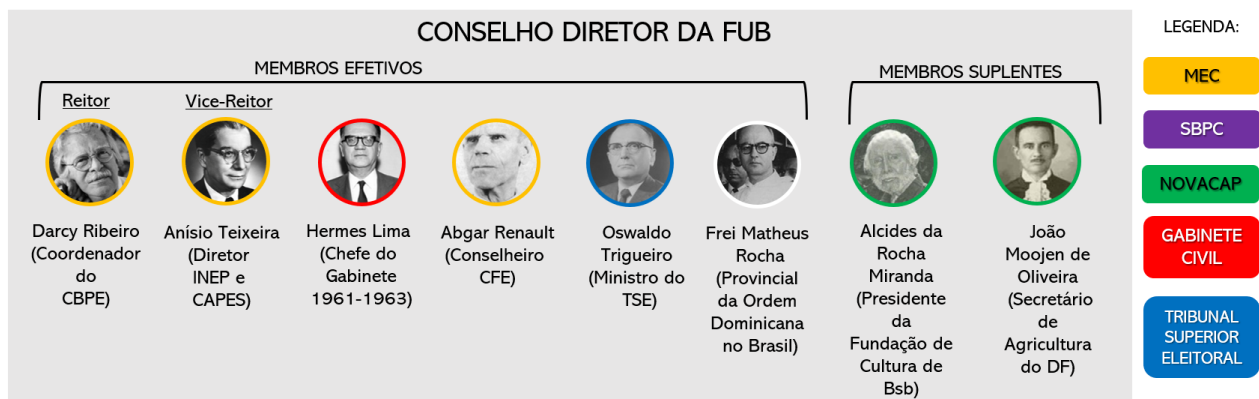 CONSELHO DIRETOR DA FUB
MEMBROS EFETIVOS
MEMBROS SUPLENTES
Reitor
Vice-Reitor
Darcy Ribeiro
(Coordenador
do
CBPE)
Anísio Teixeira
(Diretor
INEP e
CAPES)
Hermes Lima
(Chefe do
Gabinete
1961-1963)
Abgar Renault
(Conselheiro
CFE)
Oswaldo
Trigueiro
(Ministro do
TSE)
Frei Matheus
Rocha
(Provincial
da Ordem
Dominicana
no Brasil)
Alcides da
Rocha
Miranda
(Presidente
da
Fundação de
Cultura de
Bsb)
João
Moojen de
Oliveira
(Secretário
de
Agricultura
do DF)
LEGENDA:
MEC
SBPC
NOVACAP
GABINETE
CIVIL
TRIBUNAL
SUPERIOR
ELEITORAL